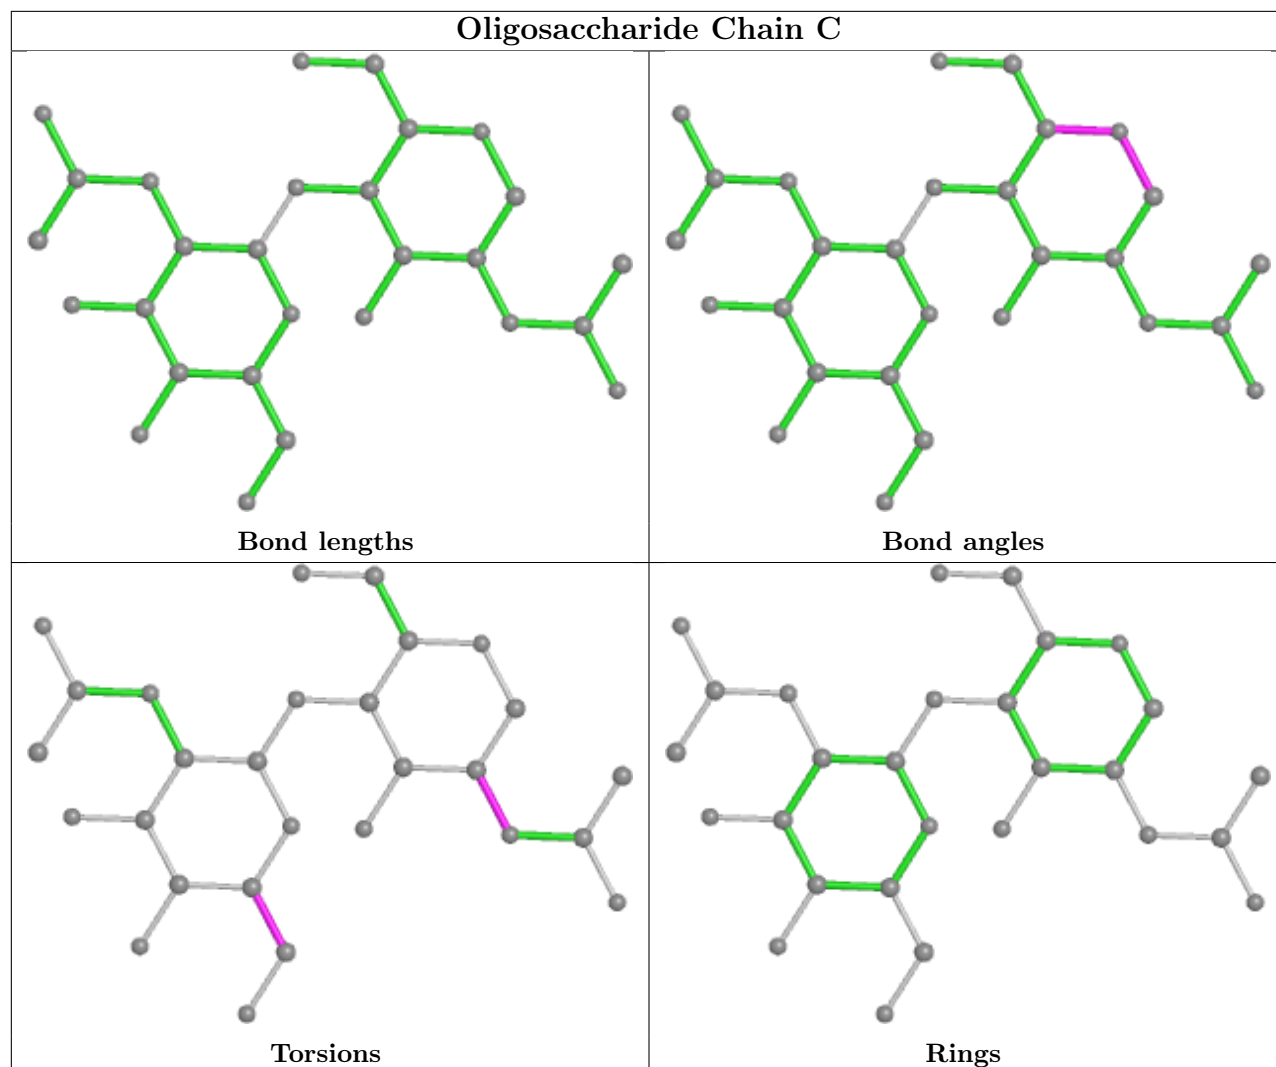 Oligosaccharide Chain C
Bond lengths
Bond angles
Torsions
Rings